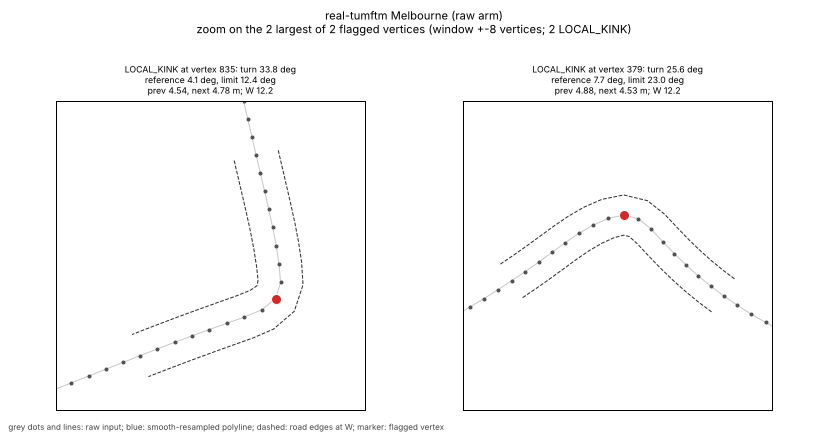 real-tumftm Melbourne (raw arm)
zoom on the 2 largest of 2 flagged vertices (window +-8 vertices; 2 LOCAL_KINK)
LOCAL_KINK at vertex 835: turn 33.8 deg
reference 4.1 deg, limit 12.4 deg
prev 4.54, next 4.78 m; W 12.2
LOCAL_KINK at vertex 379: turn 25.6 deg
reference 7.7 deg, limit 23.0 deg
prev 4.88, next 4.53 m; W 12.2
grey dots and lines: raw input; blue: smooth-resampled polyline; dashed: road edges at W; marker: flagged vertex